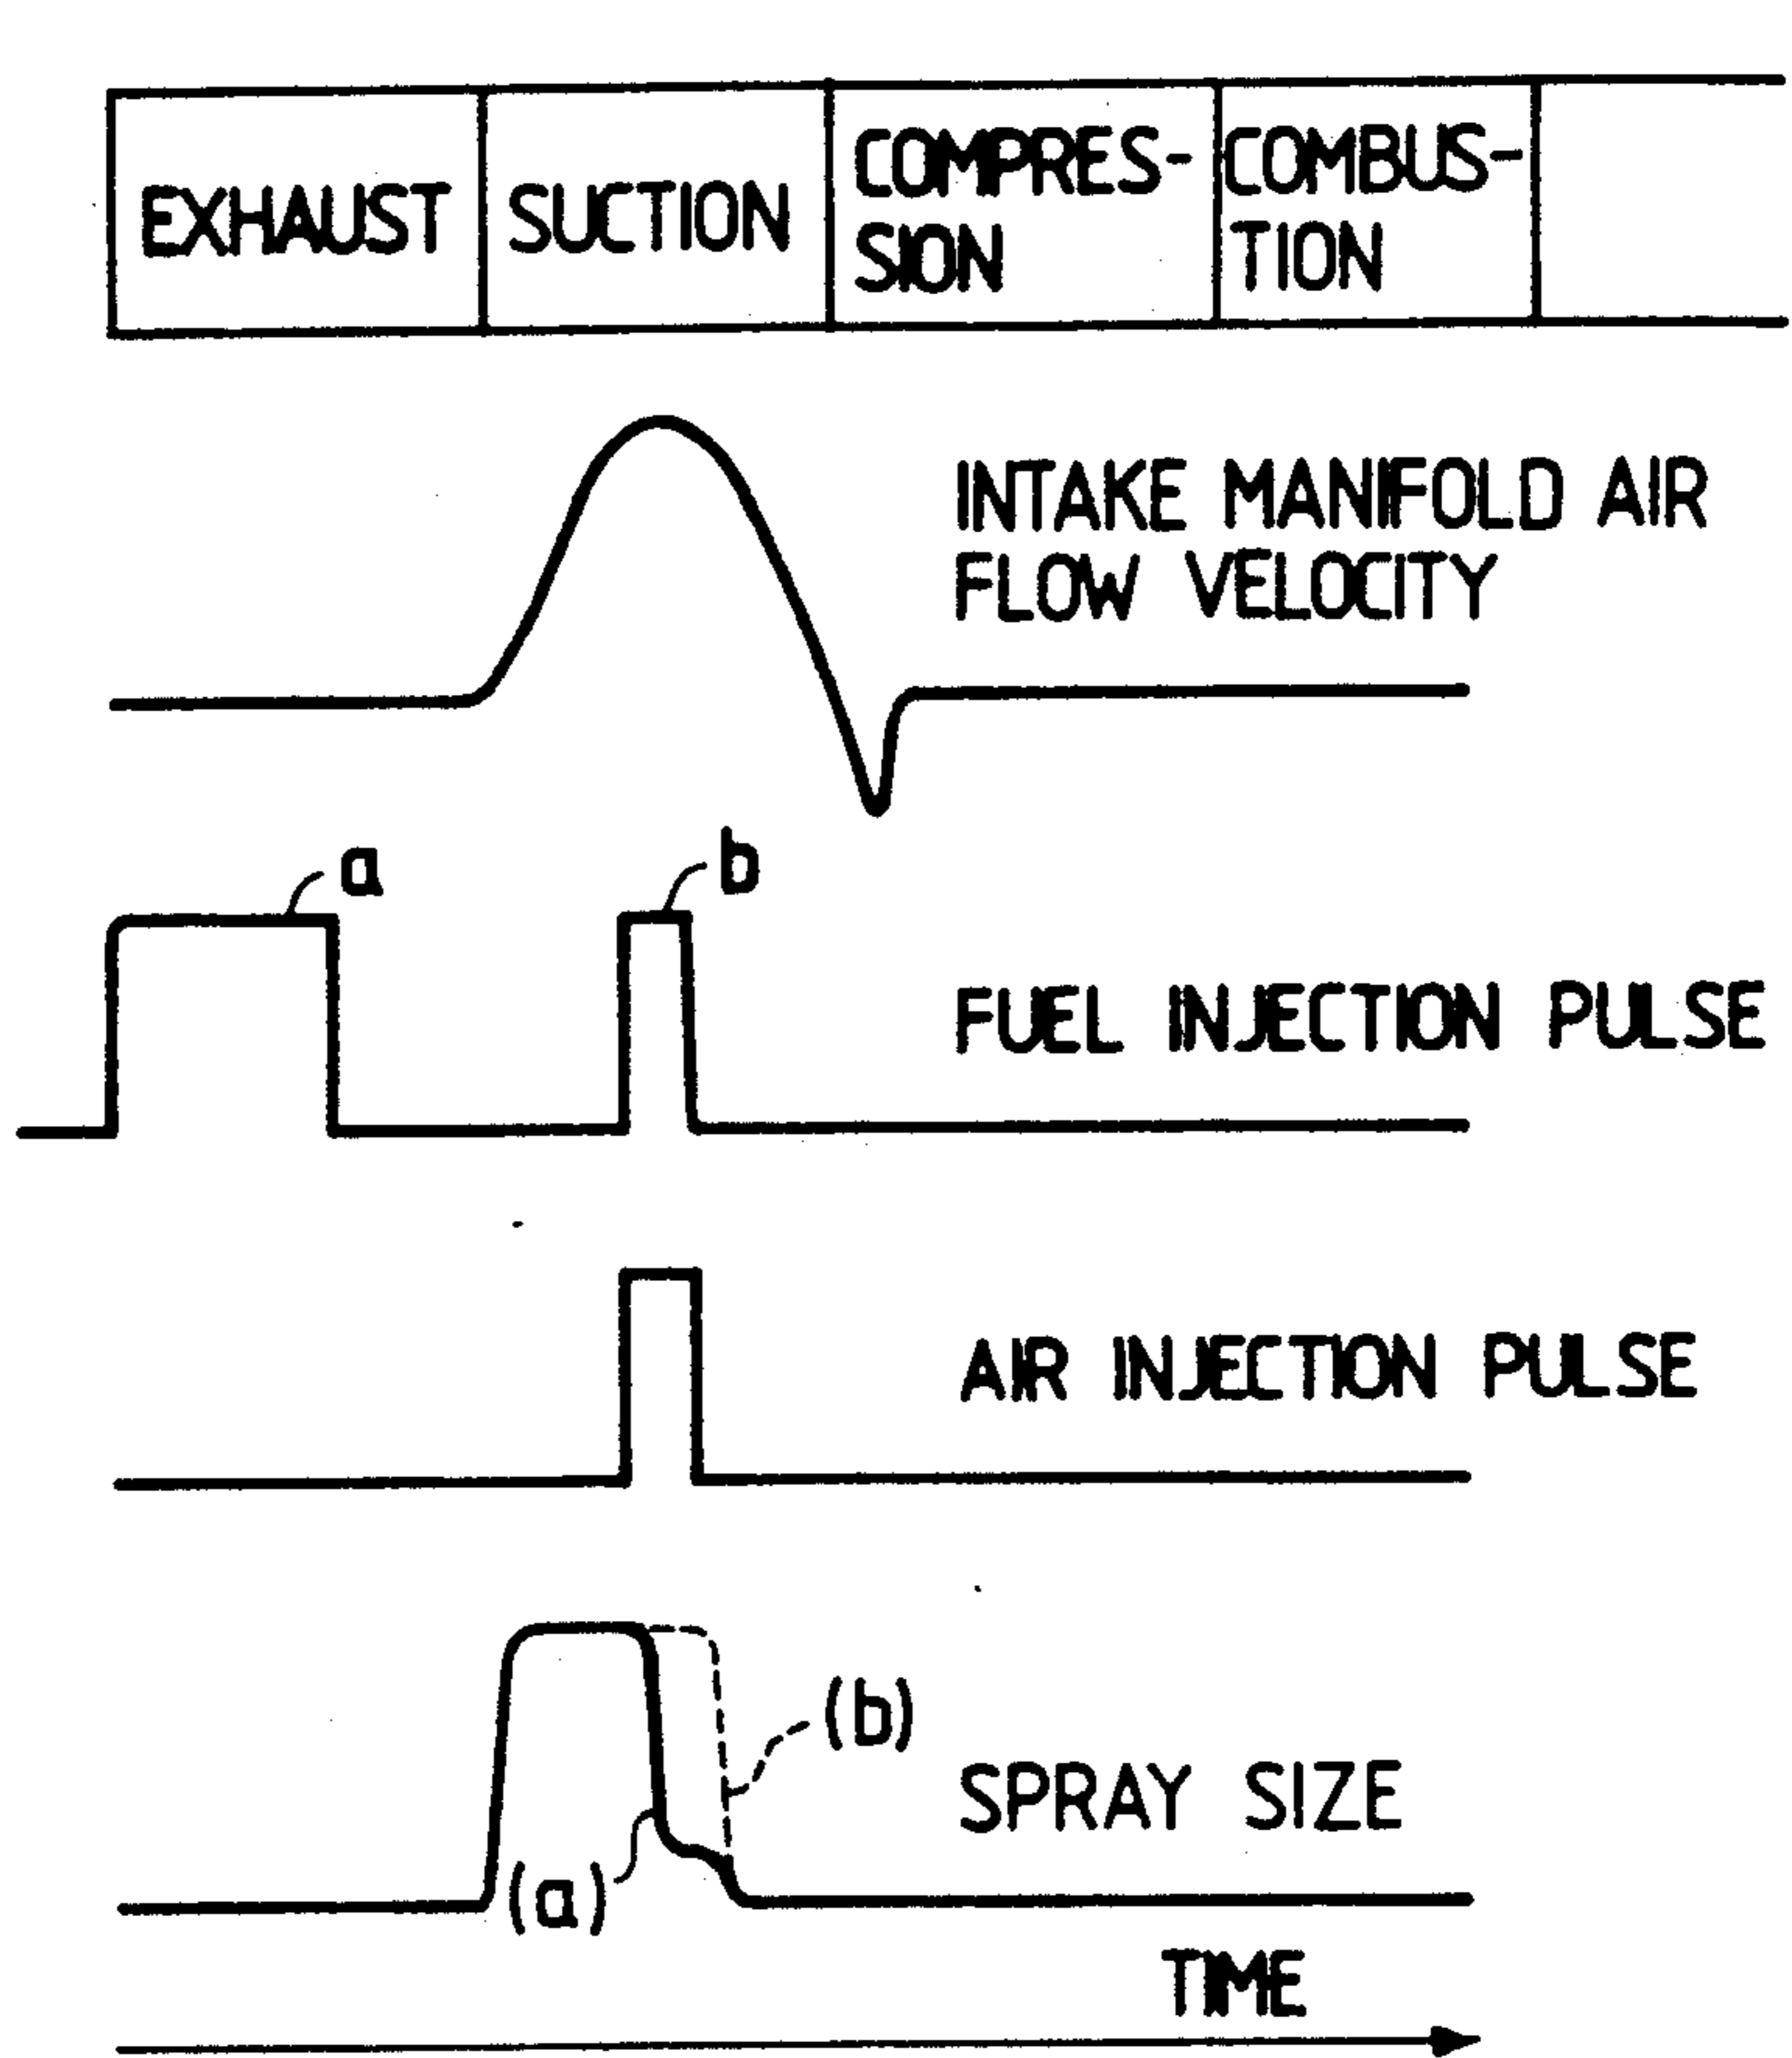 EXHAUST
SUCTION
COMPRES-
SION
COMBUS-
TION
INTAKE MANIFOLD AIR
FLOW VELOCITY
a
b
FUEL INJECTION PULSE
AIR INJECTION PULSE
(b)
SPRAY SIZE
(a)
TIME